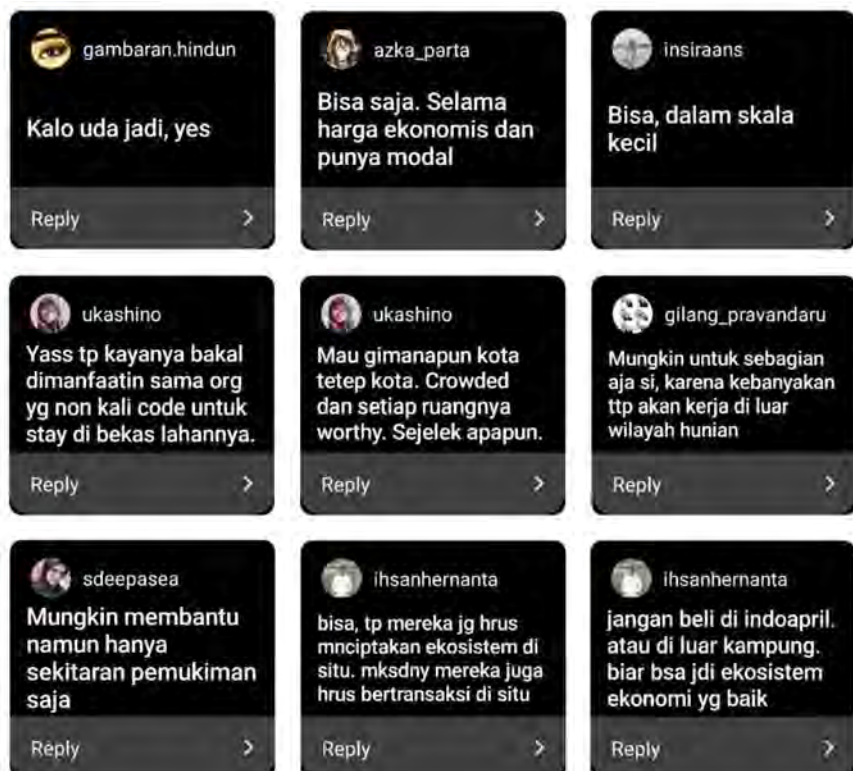 gambaran.hindun
Kalo uda jadi, yes
Reply
azka_parta
Bisa saja. Selama
harga ekonomis dan
punya modal
Reply
insiraans
Bisa, dalam skala
kecil
Reply
ukashino
Yass tp kayanya bakal
dimanfaatin sama org
yg non kali code untuk
stay di bekas lahannya.
Reply
ukashino
Mau gimanapun kota
tetep kota. Crowded
dan setiap ruangnya
worthy. Sejelek apapun.
Reply
gilang_pravandaru
Mungkin untuk sebagian
aja si, karena kebanyakan
ttp akan kerja di luar
wilayah hunian
Reply
sdeepasea
Mungkin membantu
namun hanya
sekitaran pemukiman
saja
Reply
ihsanhernanta
bisa, tp mereka jg hrus
mnciptakan ekosistem di
situ. mksdny mereka juga
hrus bertransaksi di situ
Reply
ihsanhernanta
jangan beli di indoapril.
atau di luar kampung.
biar bsa jdi ekosistem
ekonomi yg baik
Reply